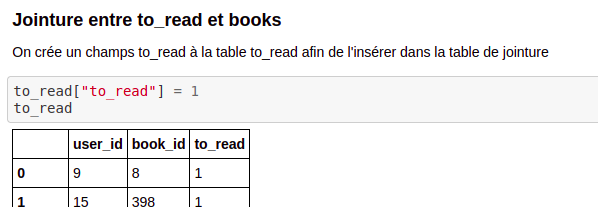 Jointure entre to_read et books
On crée un champs to_read à la table to_read afin de l'insérer dans la table de jointure
to_read["to_read"] = 1
to_read
user_id book_id to_read
0 9 8 1
1 15 398 1